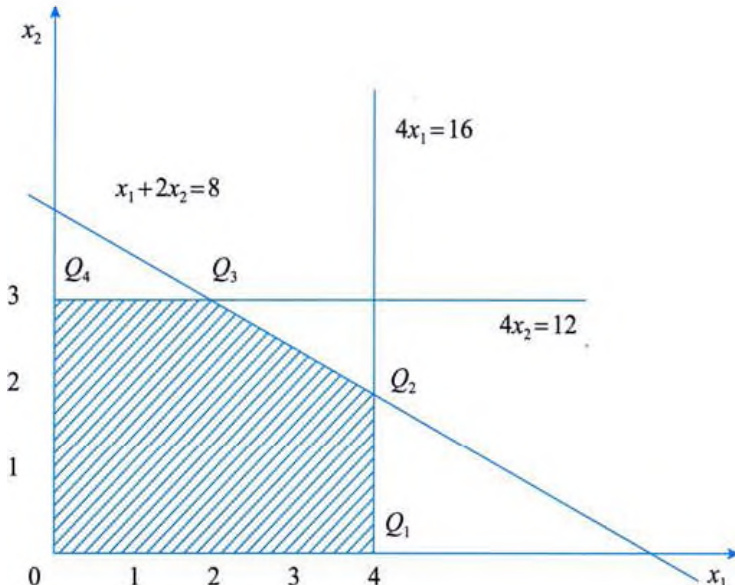 x₂
4x₁=16
x₁+2x₂=8
Q₄
Q₃
3
4x₂=12
2
Q₂
1
Q₁
0
1
2
3
4
x₁